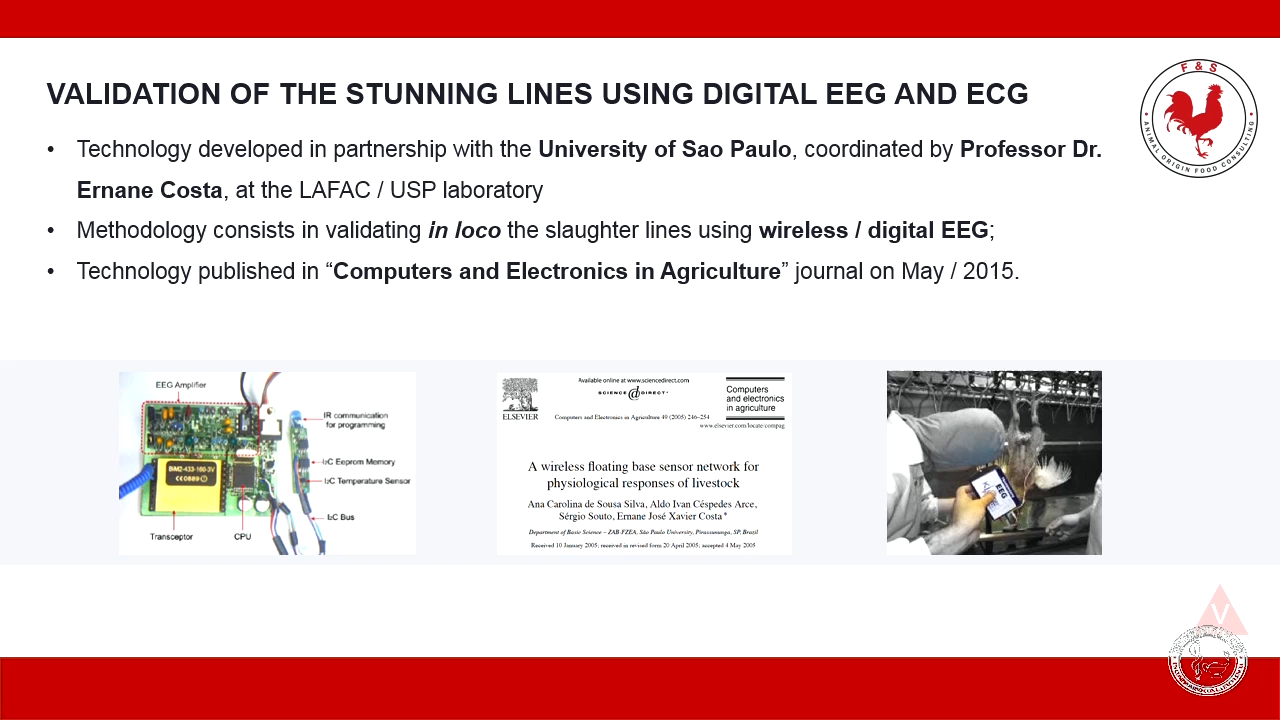 VALIDATION OF THE STUNNING LINES USING DIGITAL EEG AND ECG
F & S
ANIMAL ORIGIN FOOD CONSULTING
• Technology developed in partnership with the University of Sao Paulo, coordinated by Professor Dr.
Ernane Costa, at the LAFAC / USP laboratory
• Methodology consists in validating in loco the slaughter lines using wireless / digital EEG;
• Technology published in “Computers and Electronics in Agriculture” journal on May / 2015.
EEG Amplifier
IR communication
for programming
BiM2-433-160-3V
I2C Eeprom Memory
I2C Temperature Sensor
I2C Bus
Transceptor
CPU
ELSEVIER
Available online at www.sciencedirect.com
SCIENCE @ DIRECT®
Computers and Electronics in Agriculture 49 (2005) 246–254
Computers
and electronics
in agriculture
www.elsevier.com/locate/compag
A wireless floating base sensor network for
physiological responses of livestock
Ana Carolina de Sousa Silva, Aldo Ivan Céspedes Arce,
Sérgio Souto, Ernane José Xavier Costa*
Department of Basic Science – ZAB-FZEA, São Paulo University, Pirassununga, SP, Brazil
Received 10 January 2005; received in revised form 20 April 2005; accepted 4 May 2005
EEG
V